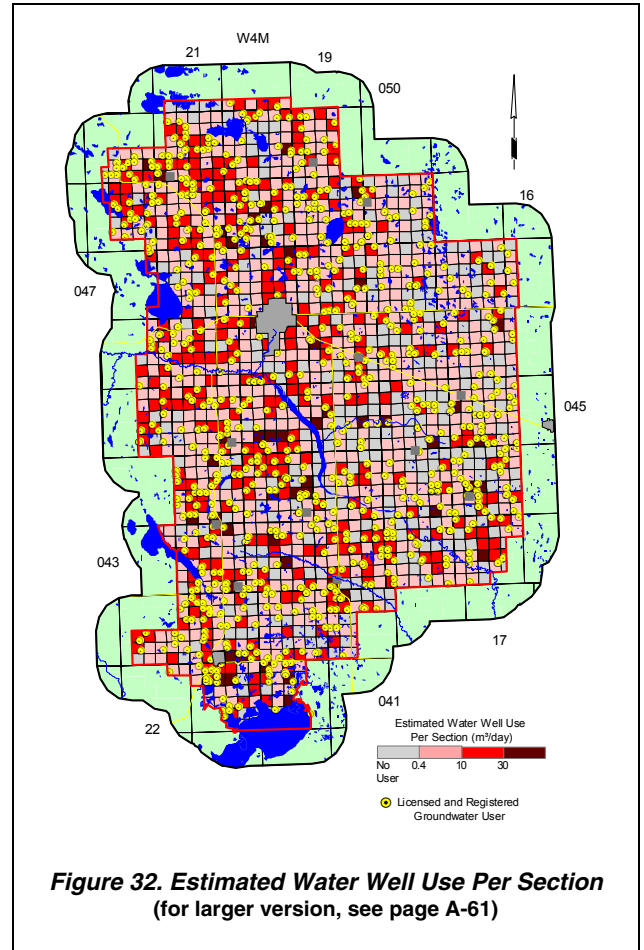 W4M
21
19
050
16
047
045
043
17
041
22
Estimated Water Well Use
Per Section (m³/day)
No 0.4 10 30
User
Licensed and Registered
Groundwater User
Figure 32. Estimated Water Well Use Per Section
(for larger version, see page A-61)